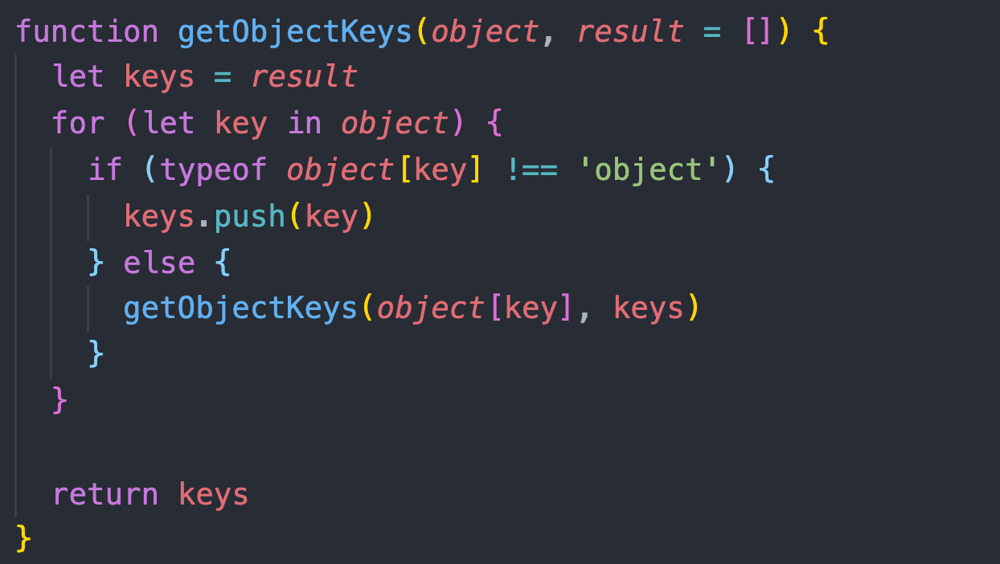 function getObjectKeys(object, result = []) {
  let keys = result
  for (let key in object) {
    if (typeof object[key] !== 'object') {
      keys.push(key)
    } else {
      getObjectKeys(object[key], keys)
    }
  }

  return keys
}